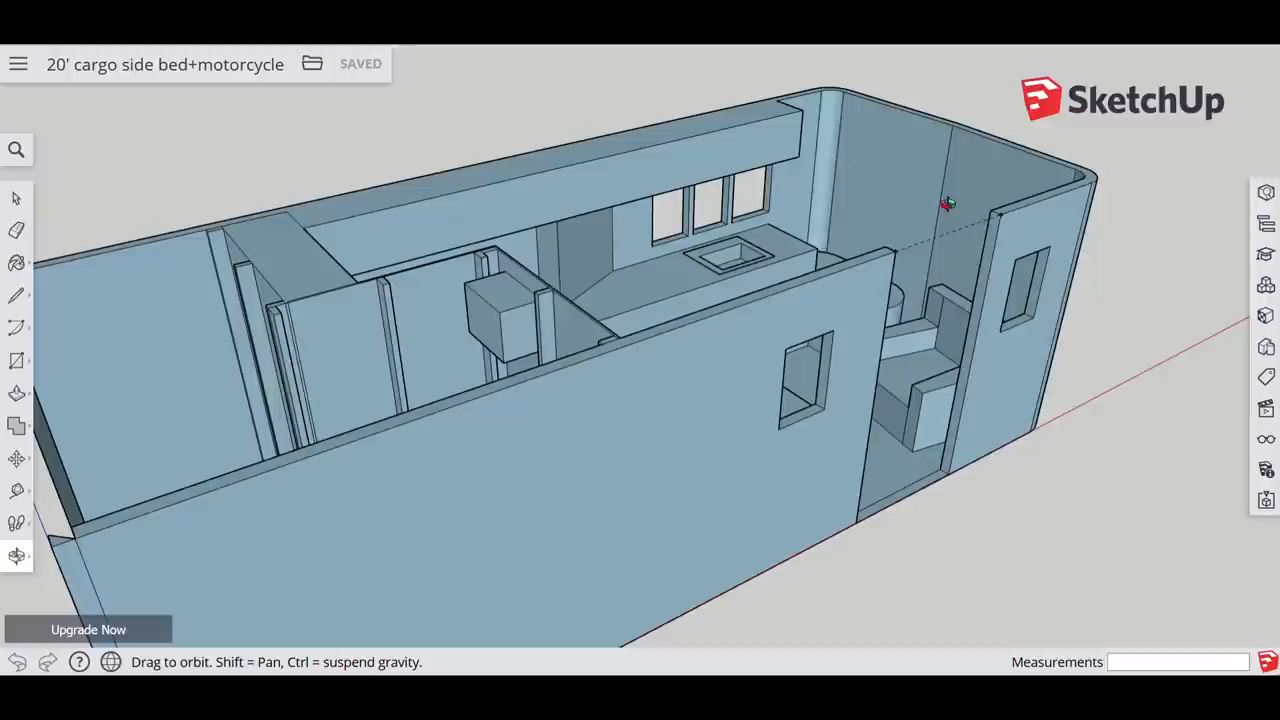 20' cargo side bed+motorcycle SAVED
SketchUp
Upgrade Now
Drag to orbit. Shift = Pan, Ctrl = suspend gravity.
Measurements